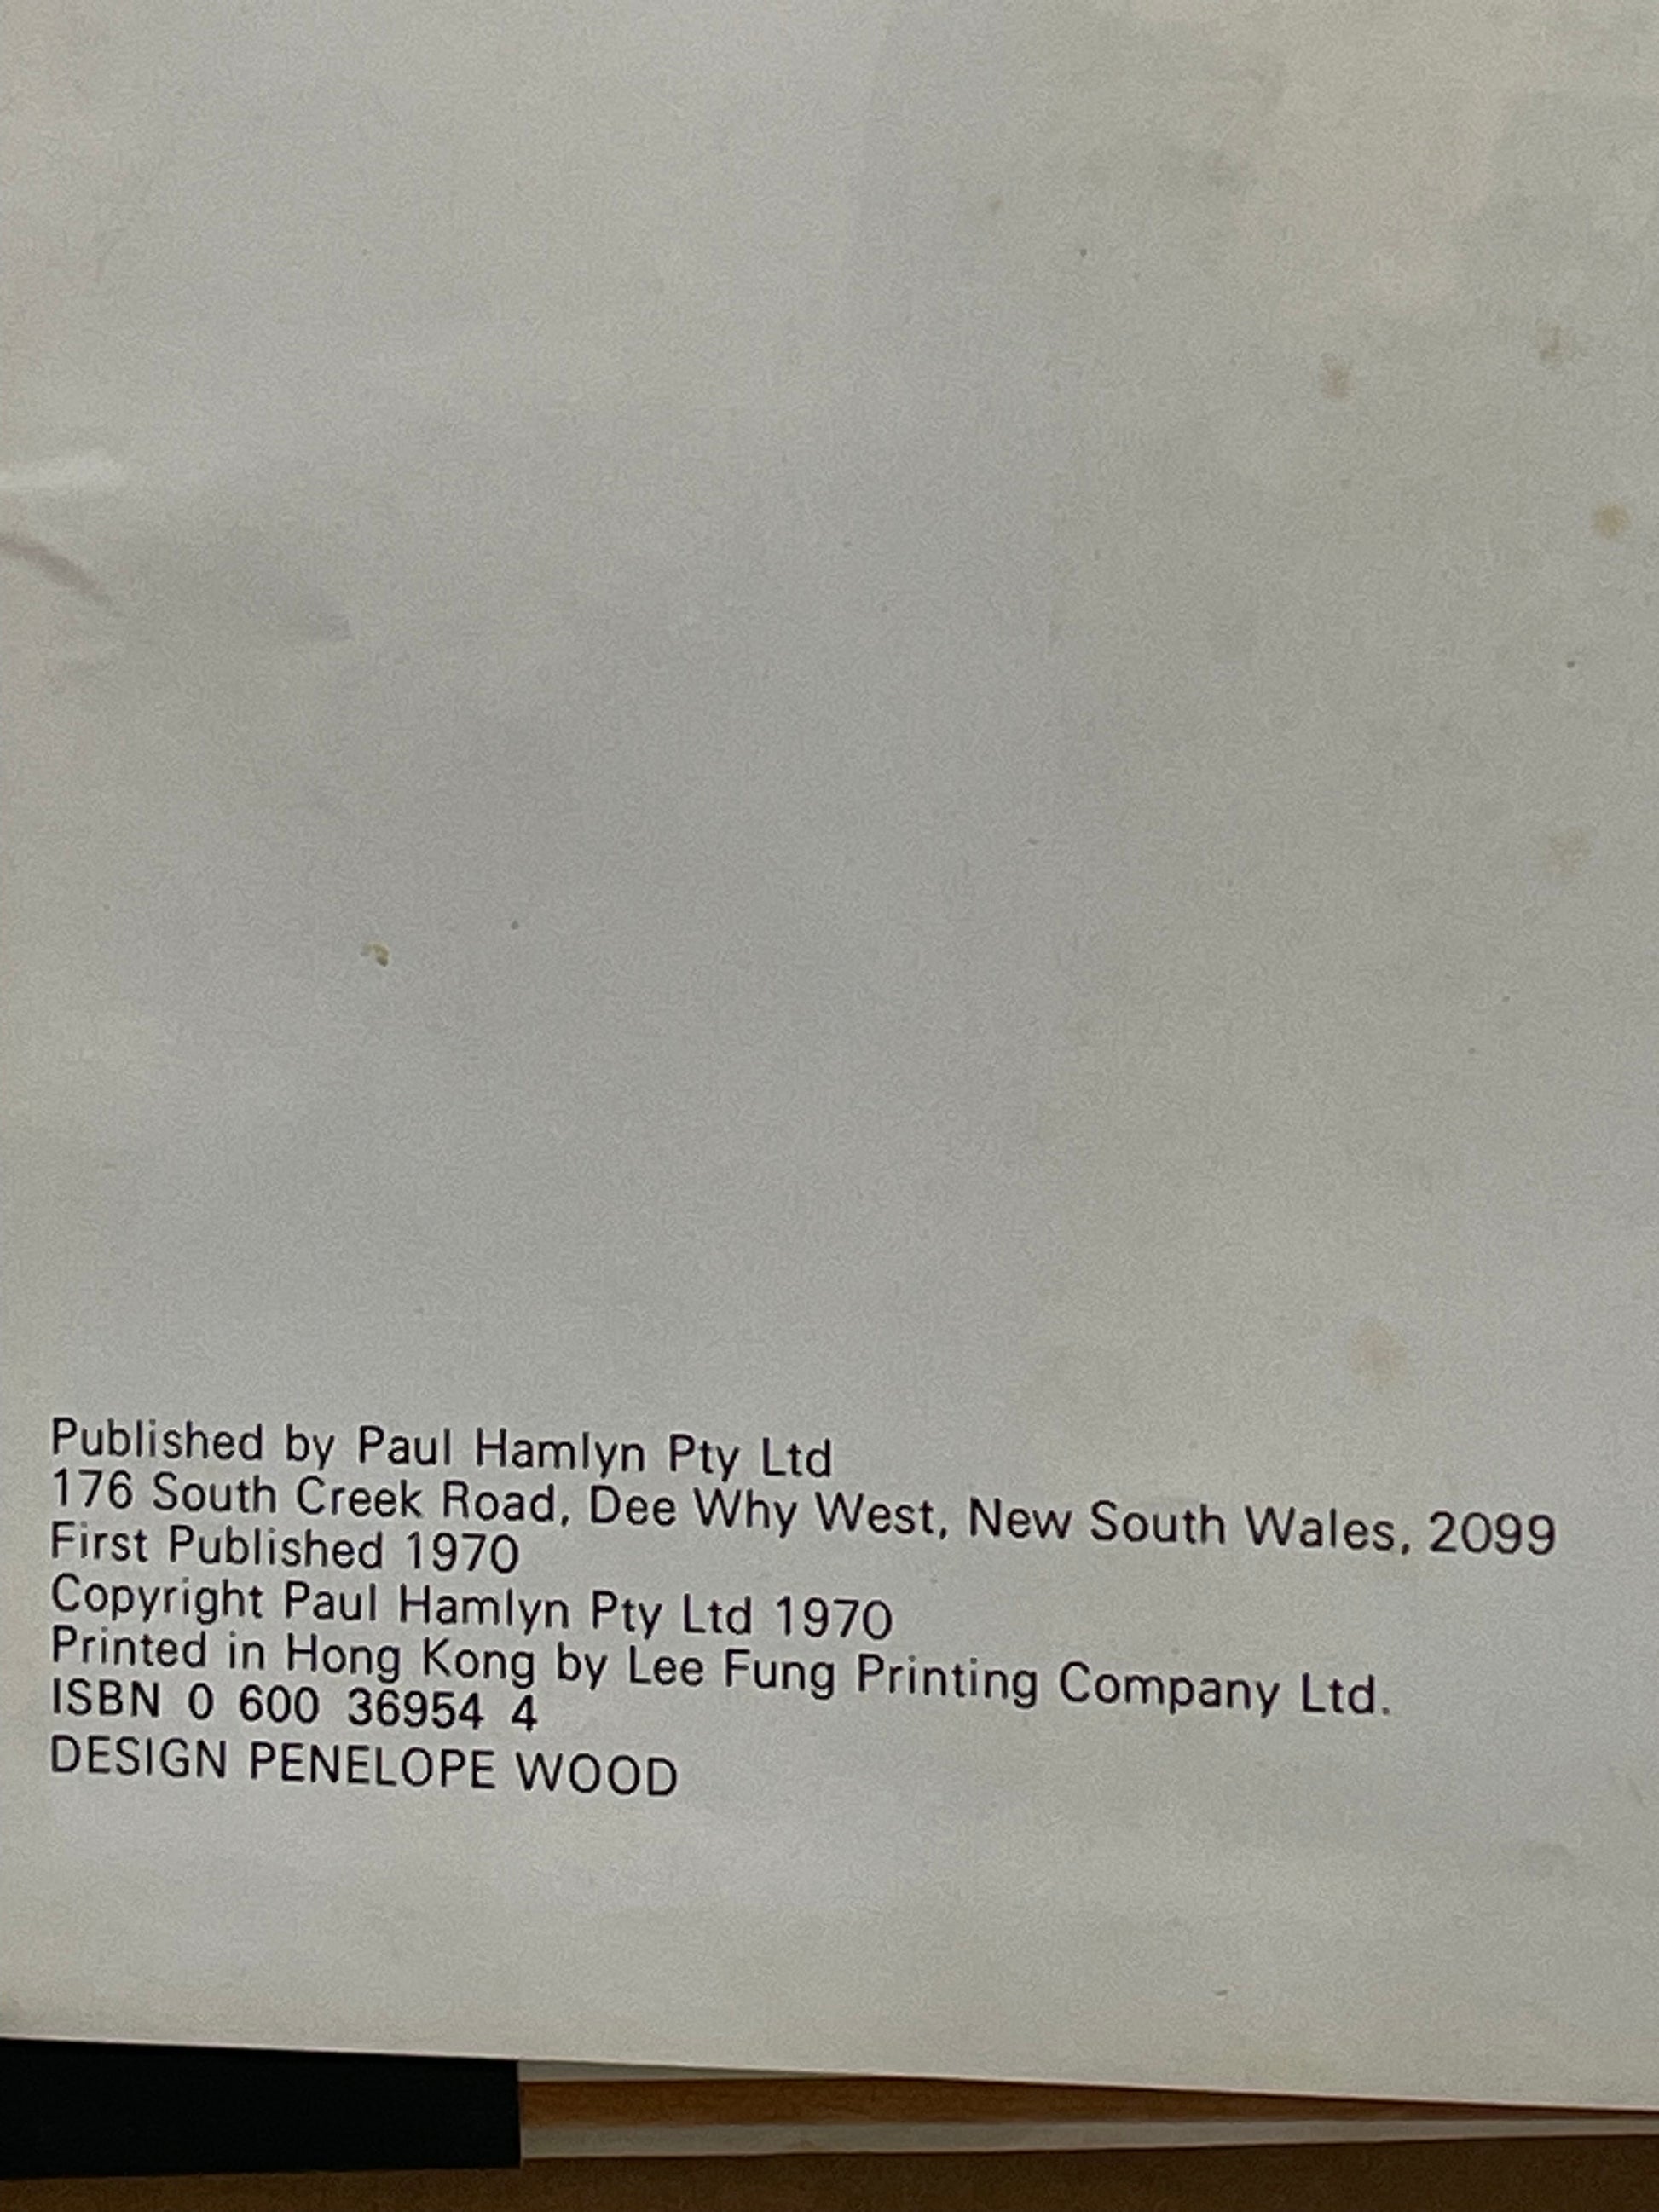 Published by Paul Hamlyn Pty Ltd
176 South Creek Road, Dee Why West, New South Wales, 2099
First Published 1970
Copyright Paul Hamlyn Pty Ltd 1970
Printed in Hong Kong by Lee Fung Printing Company Ltd.
ISBN 0 600 36954 4
DESIGN PENELOPE WOOD